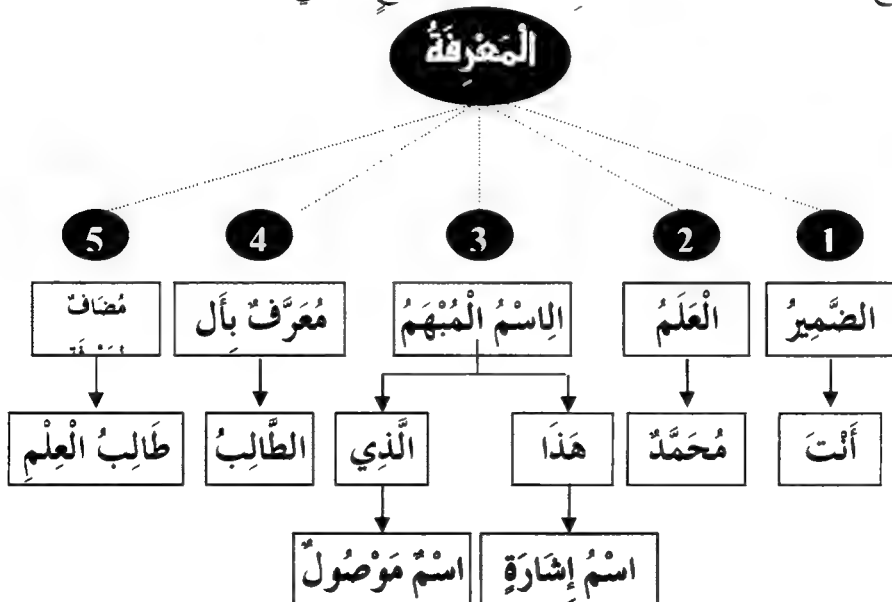 الْمَعْرِفَةُ
1 2 3 4 5
الضَّمِيرُ الْعَلَمُ الِاسْمُ الْمُبْهَمُ مُعَرَّفٌ بِأَل مُضَافٌ
أَنْتَ مُحَمَّدٌ هَذَا الَّذِي الطَّالِبُ طَالِبُ الْعِلْمِ
اسْمُ إِشَارَةٍ اسْمٌ مَوْصُولٌ